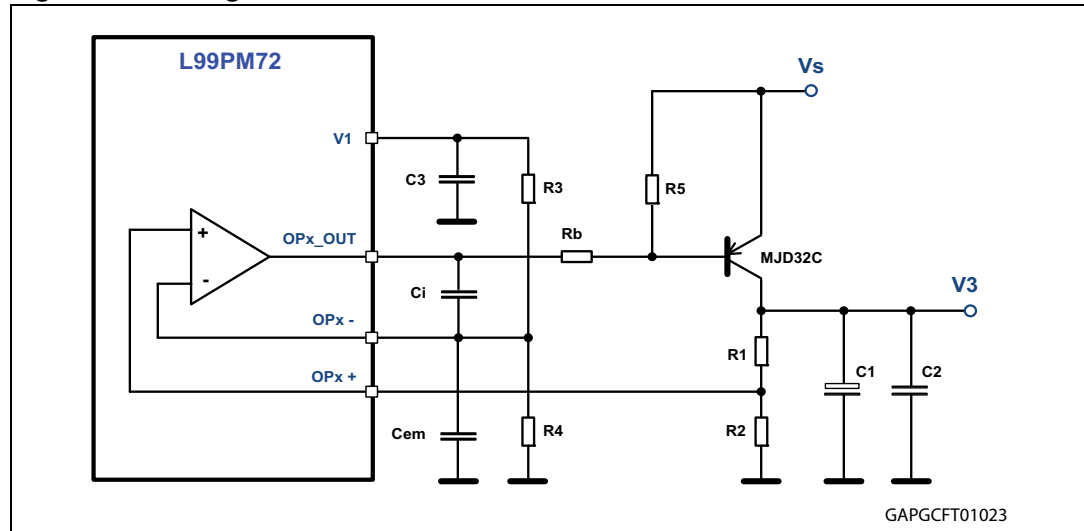 L99PM72
Vs
V1
C3
R3
R5
OPx_OUT
Rb
+
-
MJD32C
Ci
V3
OPx -
R1
C1
C2
OPx +
Cem
R4
R2
GAPGCFT01023